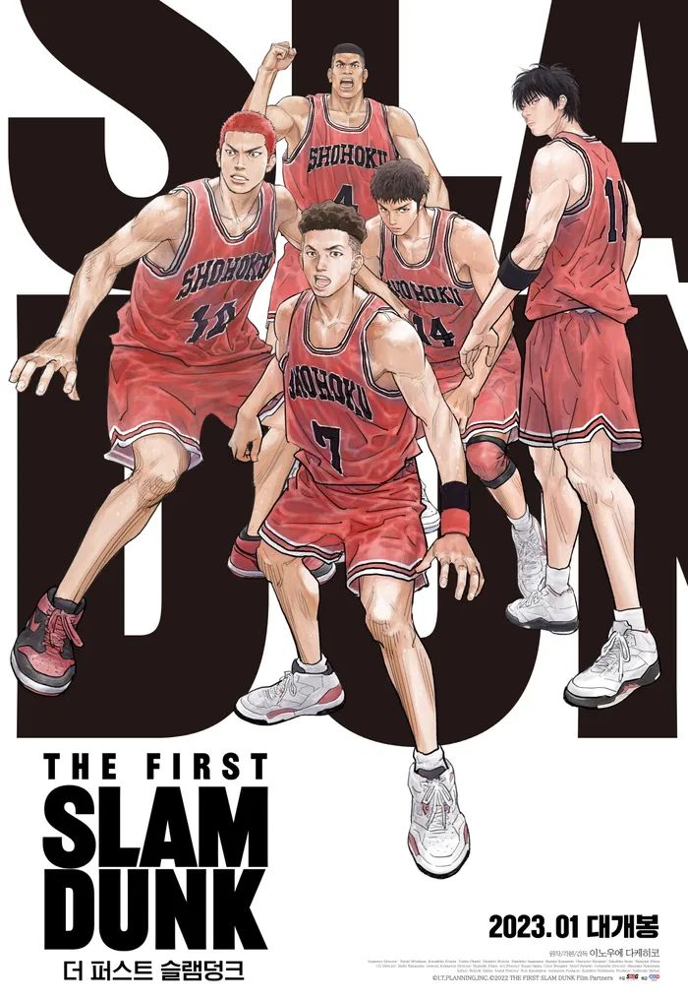 SLA
DUN
SHOHOKU
4
SHOHOKU
10
SHOHOKU
14
11
SHOHOKU
7
THE FIRST
SLAM
DUNK
더 퍼스트 슬램덩크
2023.01 대개봉
원작/각본/감독 이노우에 다케히코
©I.T.PLANNING,INC. ©2022 THE FIRST SLAM DUNK Film Partners